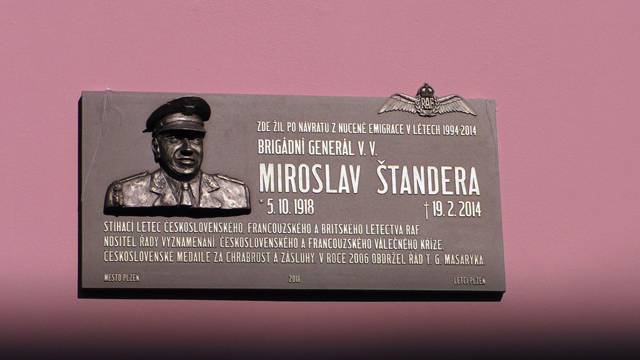 RAF
ZDE ŽIL PO NÁVRATU Z NUCENÉ EMIGRACE V LÉTECH 1994-2014
BRIGÁDNÍ GENERÁL V. V.
MIROSLAV ŠTANDERA
* 5.10.1918 † 19.2.2014
STÍHACÍ LETEC ČESKOSLOVENSKÉHO, FRANCOUZSKÉHO A BRITSKÉHO LETECTVA RAF.
NOSITEL ŘADY VYZNAMENÁNÍ, ČESKOSLOVENSKÉHO A FRANCOUZSKÉHO VÁLEČNÉHO KŘÍŽE,
ČESKOSLOVENSKÉ MEDAILE ZA CHRABROST A ZÁSLUHY. V ROCE 2006 OBDRŽEL ŘÁD T. G. MASARYKA.
MĚSTO PLZEŇ LETCI PLZEŇ